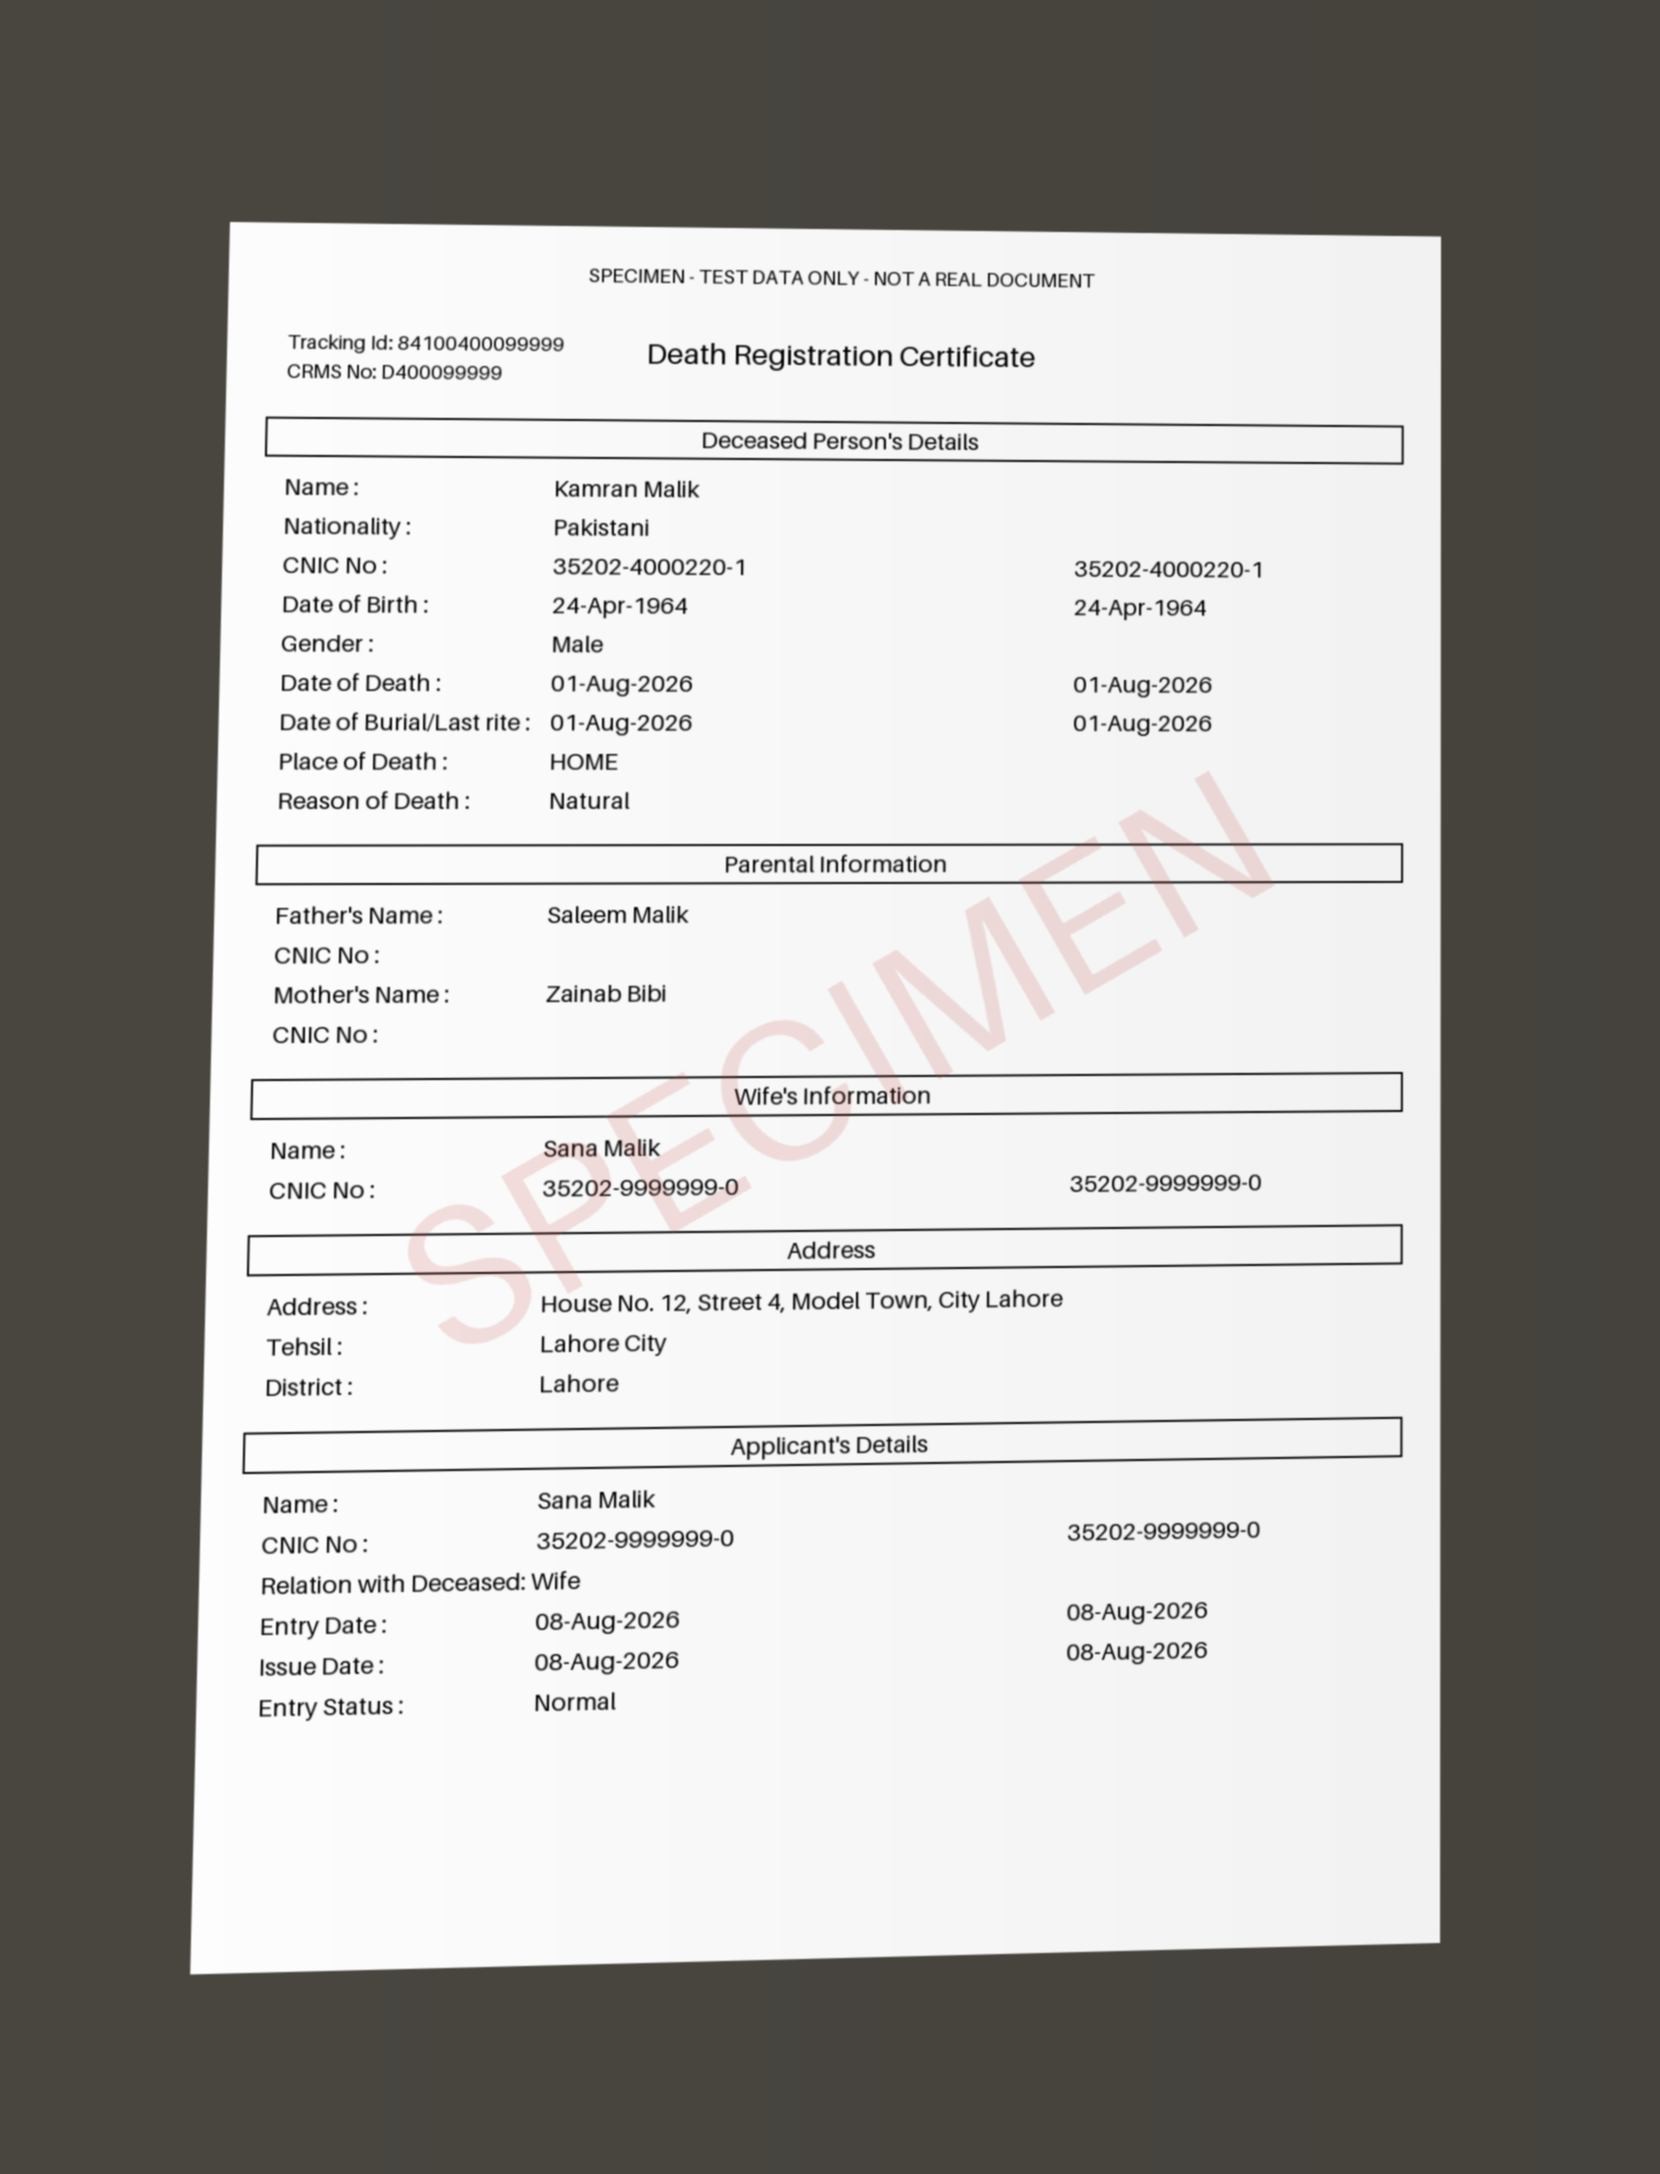 SPECIMEN - TEST DATA ONLY - NOT A REAL DOCUMENT
Tracking Id: 84100400099999
CRMS No: D400099999
Death Registration Certificate
Deceased Person's Details
Name : Kamran Malik
Nationality : Pakistani
CNIC No : 35202-4000220-1 35202-4000220-1
Date of Birth : 24-Apr-1964 24-Apr-1964
Gender : Male
Date of Death : 01-Aug-2026 01-Aug-2026
Date of Burial/Last rite : 01-Aug-2026 01-Aug-2026
Place of Death : HOME
Reason of Death : Natural
Parental Information
Father's Name : Saleem Malik
CNIC No :
Mother's Name : Zainab Bibi
CNIC No :
Wife's Information
Name : Sana Malik
CNIC No : 35202-9999999-0 35202-9999999-0
Address
Address : House No. 12, Street 4, Model Town, City Lahore
Tehsil : Lahore City
District : Lahore
Applicant's Details
Name : Sana Malik
CNIC No : 35202-9999999-0 35202-9999999-0
Relation with Deceased: Wife
Entry Date : 08-Aug-2026 08-Aug-2026
Issue Date : 08-Aug-2026 08-Aug-2026
Entry Status : Normal
SPECIMEN